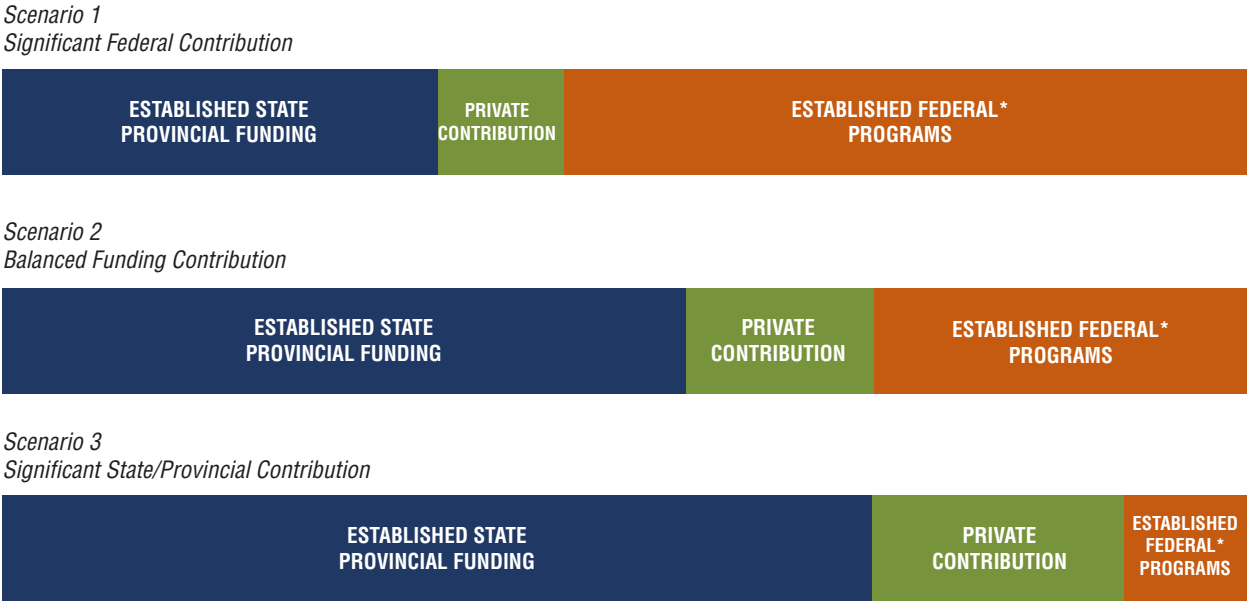 Scenario 1
Significant Federal Contribution
ESTABLISHED STATE
PROVINCIAL FUNDING
PRIVATE
CONTRIBUTION
ESTABLISHED FEDERAL*
PROGRAMS
Scenario 2
Balanced Funding Contribution
ESTABLISHED STATE
PROVINCIAL FUNDING
PRIVATE
CONTRIBUTION
ESTABLISHED FEDERAL*
PROGRAMS
Scenario 3
Significant State/Provincial Contribution
ESTABLISHED STATE
PROVINCIAL FUNDING
PRIVATE
CONTRIBUTION
ESTABLISHED
FEDERAL*
PROGRAMS